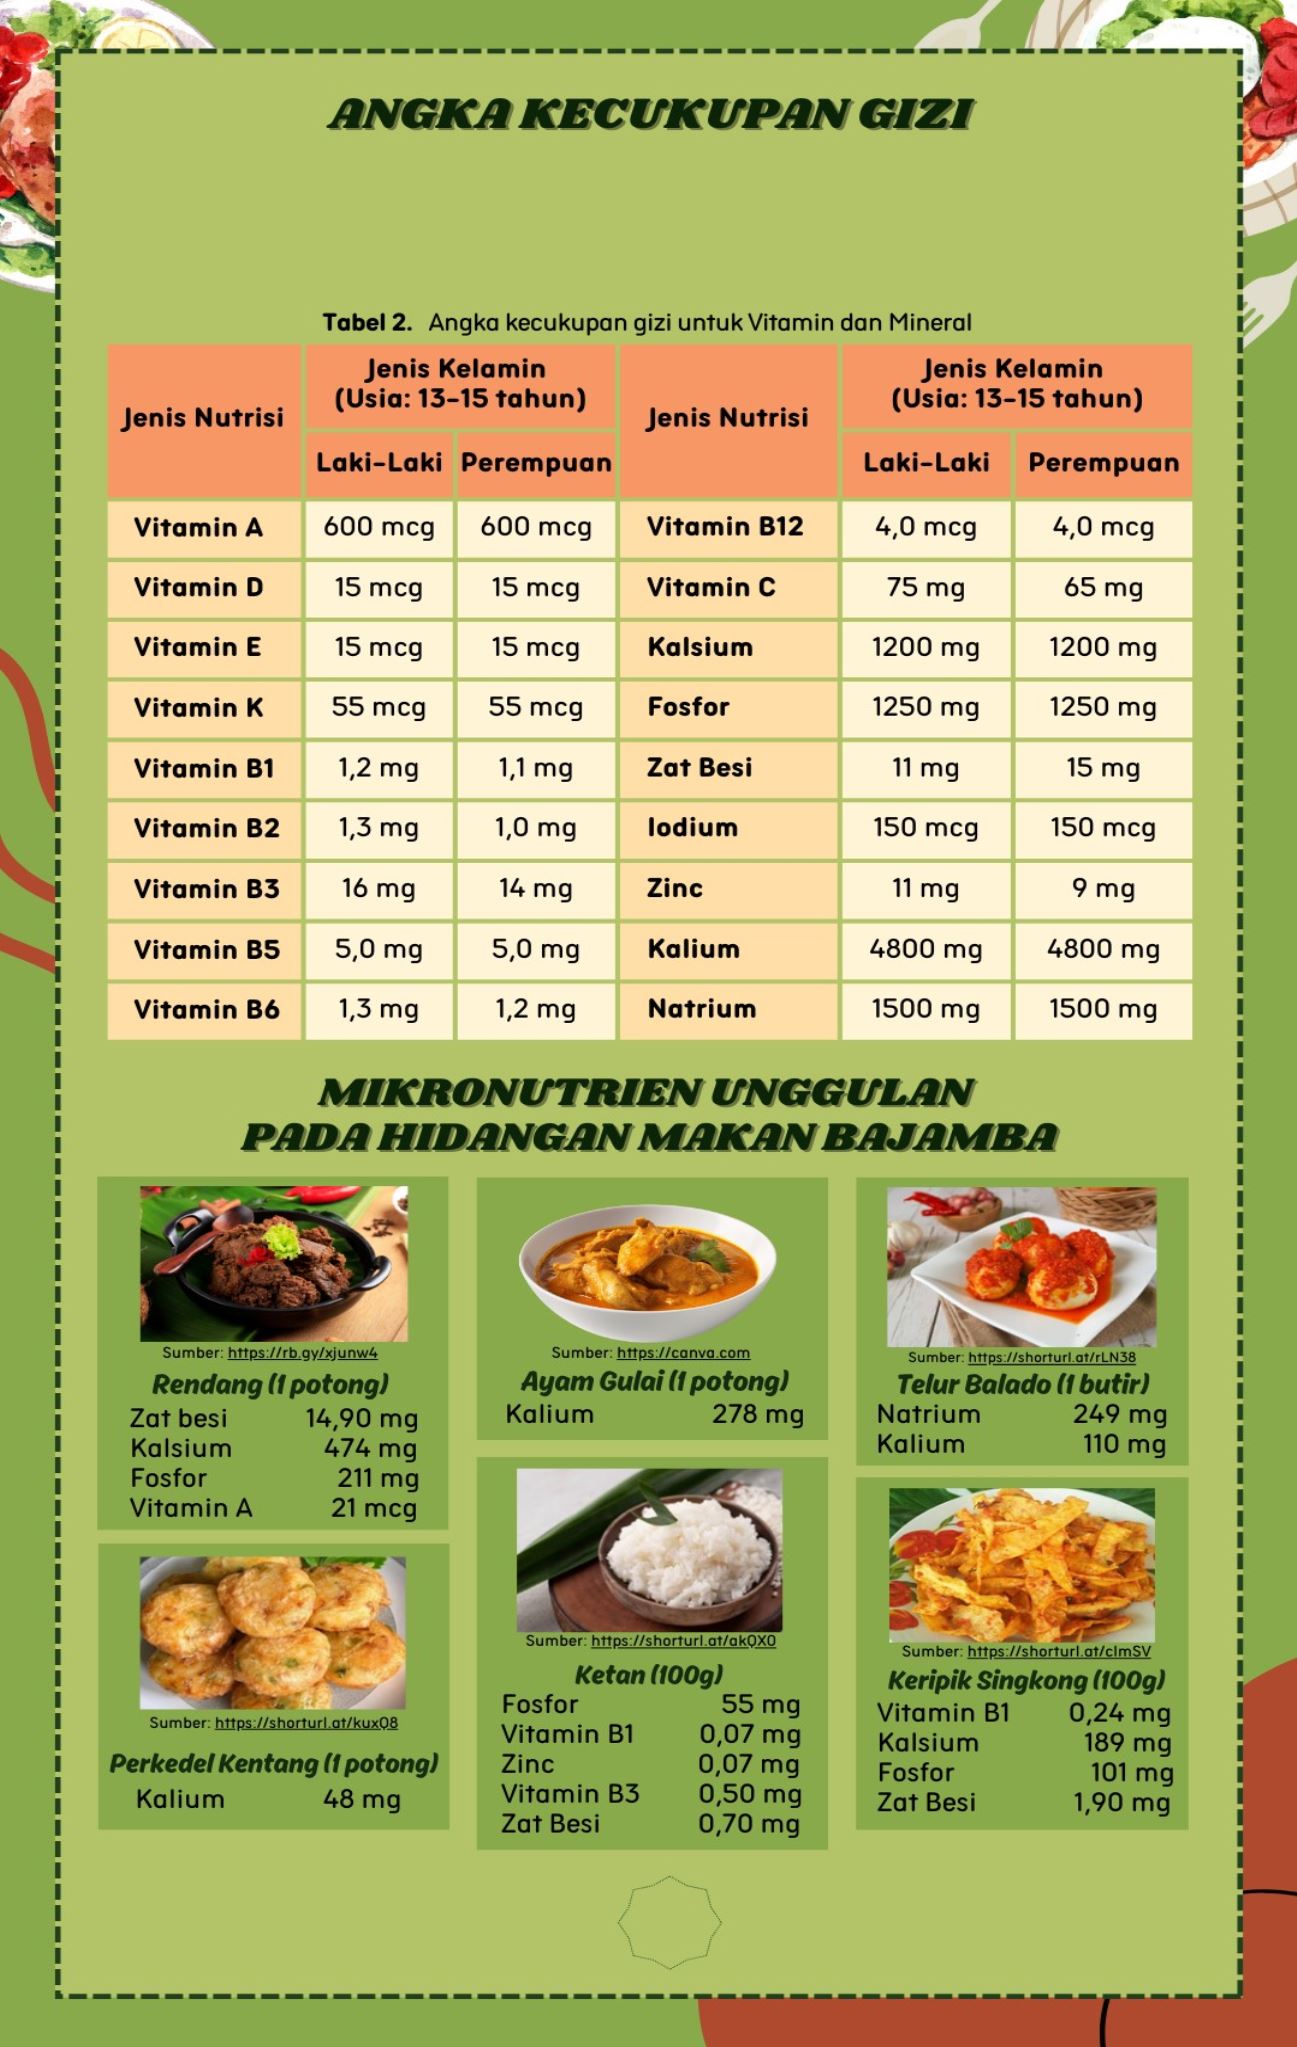 ANGKA KECUKUPAN GIZI
Tabel 2. Angka kecukupan gizi untuk Vitamin dan Mineral
Jenis Nutrisi
Jenis Kelamin
(Usia: 13-15 tahun)
Jenis Nutrisi
Jenis Kelamin
(Usia: 13-15 tahun)
Laki-Laki Perempuan Laki-Laki Perempuan
Vitamin A 600 mcg 600 mcg Vitamin B12 4,0 mcg 4,0 mcg
Vitamin D 15 mcg 15 mcg Vitamin C 75 mg 65 mg
Vitamin E 15 mcg 15 mcg Kalsium 1200 mg 1200 mg
Vitamin K 55 mcg 55 mcg Fosfor 1250 mg 1250 mg
Vitamin B1 1,2 mg 1,1 mg Zat Besi 11 mg 15 mg
Vitamin B2 1,3 mg 1,0 mg Iodium 150 mcg 150 mcg
Vitamin B3 16 mg 14 mg Zinc 11 mg 9 mg
Vitamin B5 5,0 mg 5,0 mg Kalium 4800 mg 4800 mg
Vitamin B6 1,3 mg 1,2 mg Natrium 1500 mg 1500 mg
MIKRONUTRIEN UNGGULAN
PADA HIDANGAN MAKAN BAJAMBA
Sumber: https://rb.gy/xjunw4
Rendang (1 potong)
Zat besi 14,90 mg
Kalsium 474 mg
Fosfor 211 mg
Vitamin A 21 mcg
Sumber: https://canva.com
Ayam Gulai (1 potong)
Kalium 278 mg
Sumber: https://shorturl.at/rLN38
Telur Balado (1 butir)
Natrium 249 mg
Kalium 110 mg
Sumber: https://shorturl.at/kuxQ8
Perkedel Kentang (1 potong)
Kalium 48 mg
Sumber: https://shorturl.at/akQX0
Ketan (100g)
Fosfor 55 mg
Vitamin B1 0,07 mg
Zinc 0,07 mg
Vitamin B3 0,50 mg
Zat Besi 0,70 mg
Sumber: https://shorturl.at/clmSV
Keripik Singkong (100g)
Vitamin B1 0,24 mg
Kalsium 189 mg
Fosfor 101 mg
Zat Besi 1,90 mg